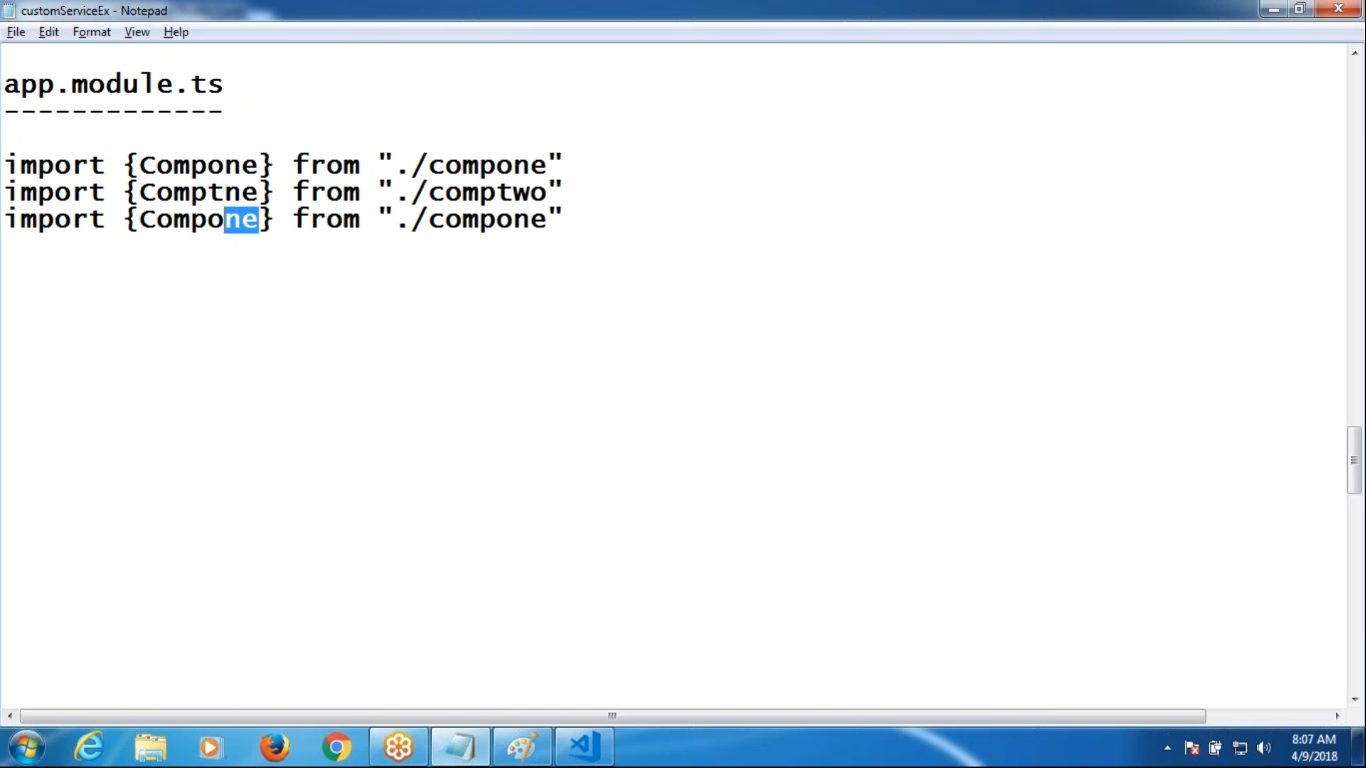 customServiceEx - Notepad
File Edit Format View Help
app.module.ts
-------------
import {Compone} from "./compone"
import {Comptne} from "./comptwo"
import {Compone} from "./compone"
8:07 AM
4/9/2018